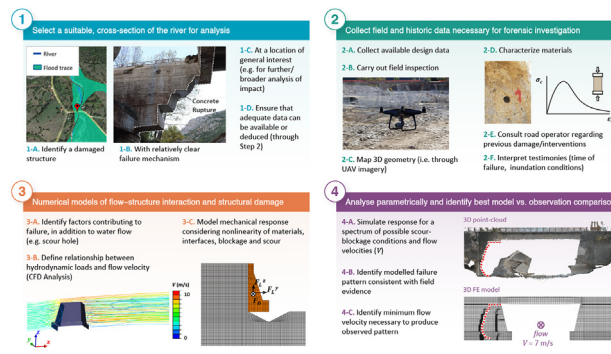 1
Select a suitable, cross-section of the river for analysis
River
Flood trace
1-A. Identify a damaged
structure
Concrete
Rupture
1-B. With relatively clear
failure mechanism
1-C. At a location of
general interest
(e.g. for further/
broader analysis of
impact)
1-D. Ensure that
adequate data can
be available or
deduced (through
Step 2)
2
Collect field and historic data necessary for forensic investigation
2-A. Collect available design data
2-B. Carry out field inspection
2-C. Map 3D geometry (i.e. through
UAV imagery)
2-D. Characterize materials
σc
ε
2-E. Consult road operator regarding
previous damage/interventions
2-F. Interpret testimonies (time of
failure, inundation conditions)
3
Numerical models of flow–structure interaction and structural damage
3-A. Identify factors contributing to
failure, in addition to water flow
(e.g. scour hole)
3-B. Define relationship between
hydrodynamic loads and flow velocity
(CFD Analysis)
V (m/s)
10
0
z
y
x
3-C. Model mechanical response
considering nonlinearity of materials,
interfaces, blockage and scour
4
Analyse parametrically and identify best model vs. observation compariso
4-A. Simulate response for a
spectrum of possible scour-
blockage conditions and flow
velocities (V)
4-B. Identify modelled failure
pattern consistent with field
evidence
4-C. Identify minimum flow
velocity necessary to produce
observed pattern
3D point-cloud
3D FE model
flow
V = 7 m/s